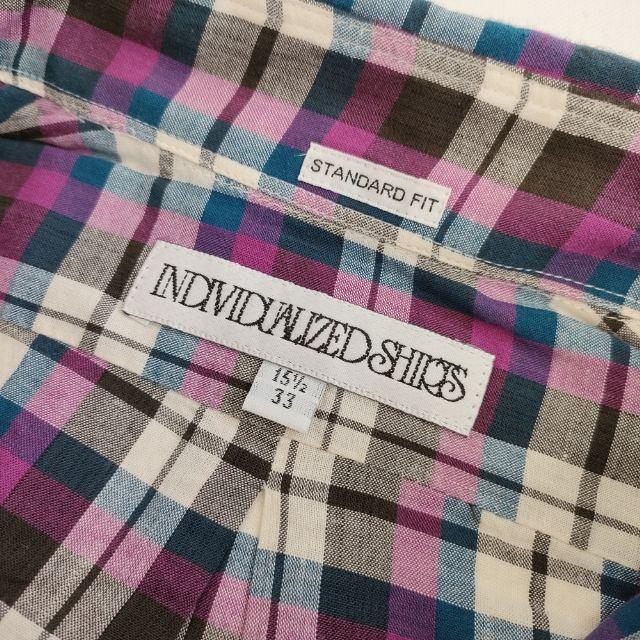 STANDARD FIT
INDIVIDUALIZED SHIRTS
15½
33